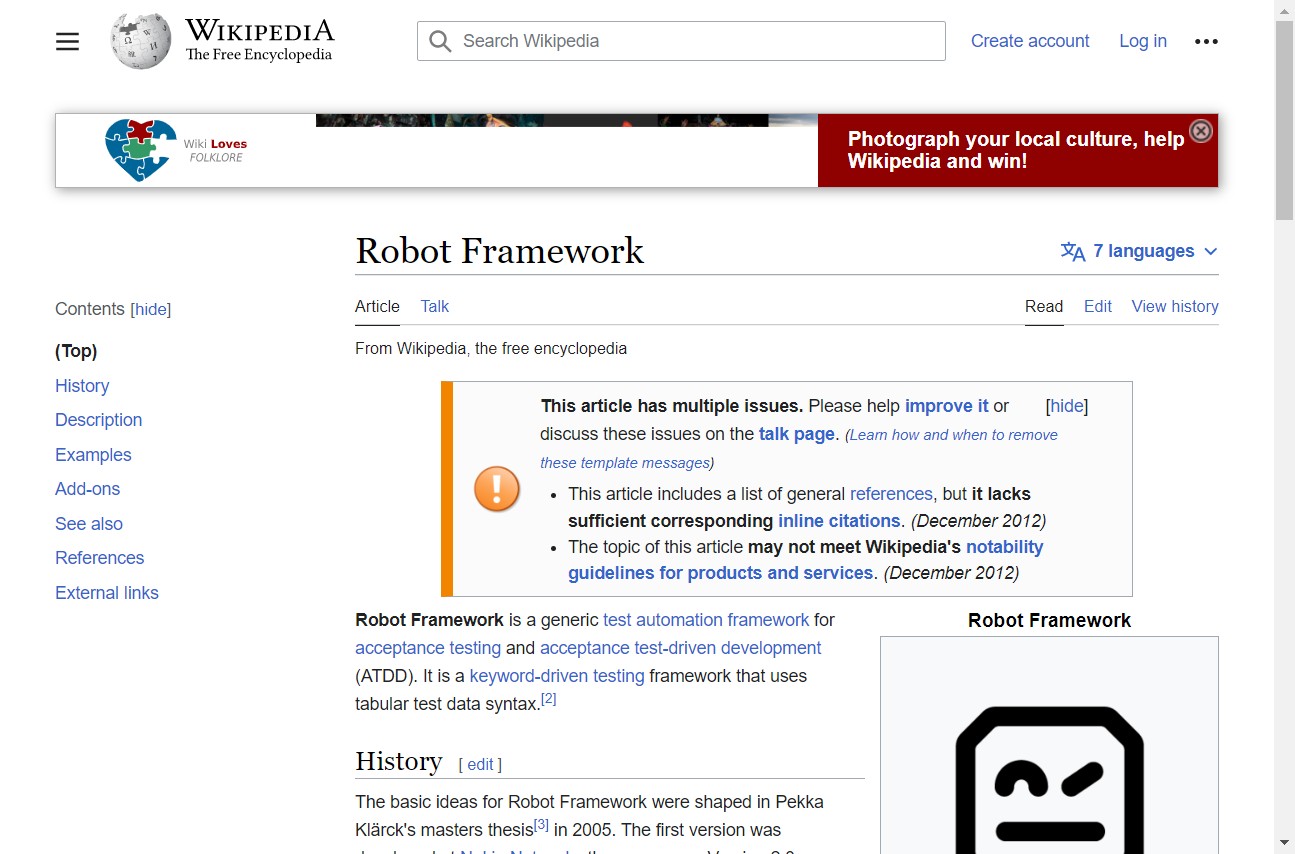 WIKIPEDIA
The Free Encyclopedia
Search Wikipedia
Create account
Log in
Wiki Loves
FOLKLORE
Photograph your local culture, help
Wikipedia and win!
Robot Framework
7 languages
Contents [hide]
(Top)
History
Description
Examples
Add-ons
See also
References
External links
Article
Talk
Read
Edit
View history
From Wikipedia, the free encyclopedia
This article has multiple issues. Please help improve it or
[hide]
discuss these issues on the talk page. (Learn how and when to remove
these template messages)
• This article includes a list of general references, but it lacks
sufficient corresponding inline citations. (December 2012)
• The topic of this article may not meet Wikipedia's notability
guidelines for products and services. (December 2012)
Robot Framework is a generic test automation framework for
acceptance testing and acceptance test-driven development
(ATDD). It is a keyword-driven testing framework that uses
tabular test data syntax.[2]
Robot Framework
History [ edit ]
The basic ideas for Robot Framework were shaped in Pekka
Klärck's masters thesis[3] in 2005. The first version was